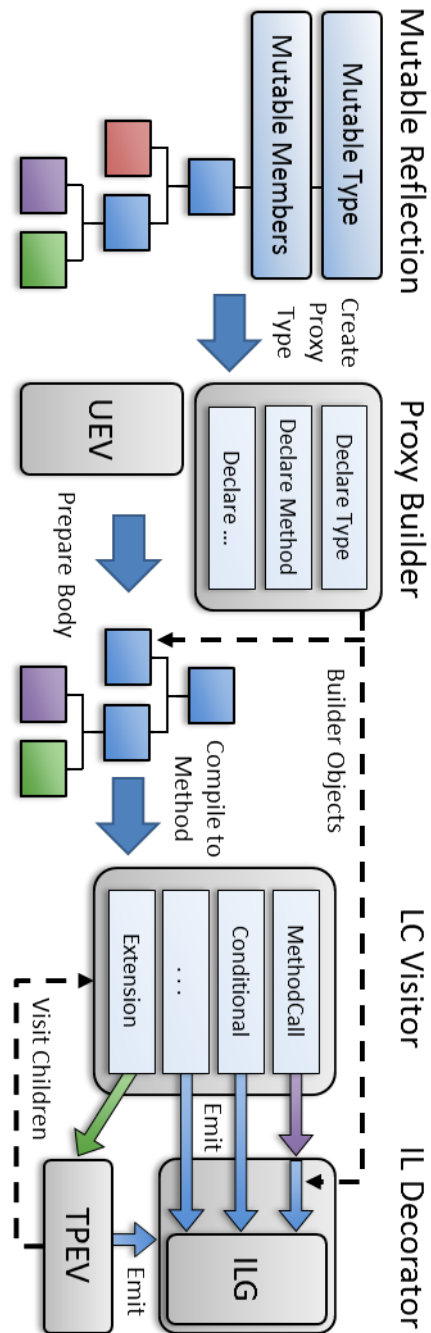 Mutable Reflection
Proxy Builder
LC Visitor
IL Decorator
Mutable Type
Mutable Members
Create
Proxy
Type
Declare Type
Declare Method
Declare ...
UEV
Prepare Body
Builder Objects
Compile to
Method
MethodCall
Conditional
. . .
Extension
Emit
ILG
TPEV
Emit
Visit Children